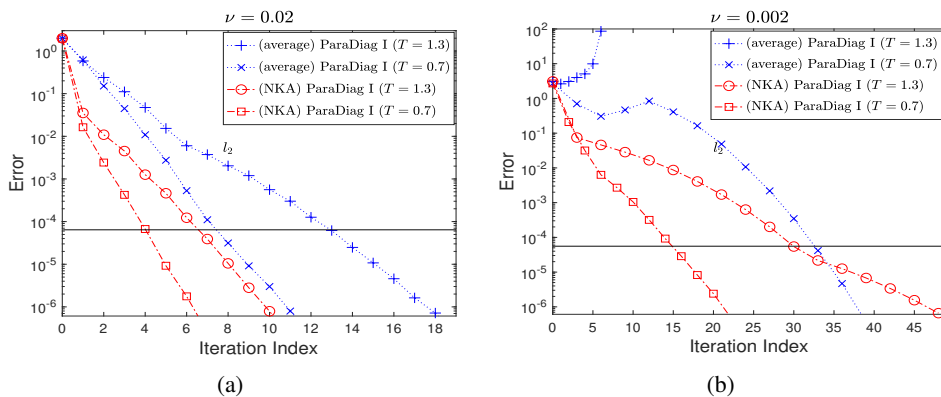 ν = 0.02
10^0
10^-1
10^-2
10^-3
10^-4
10^-5
10^-6
Error
(average) ParaDiag I (T = 1.3)
(average) ParaDiag I (T = 0.7)
(NKA) ParaDiag I (T = 1.3)
(NKA) ParaDiag I (T = 0.7)
l_2
0 2 4 6 8 10 12 14 16 18
Iteration Index
(a)
ν = 0.002
10^2
10^1
10^0
10^-1
10^-2
10^-3
10^-4
10^-5
10^-6
Error
(average) ParaDiag I (T = 1.3)
(average) ParaDiag I (T = 0.7)
(NKA) ParaDiag I (T = 1.3)
(NKA) ParaDiag I (T = 0.7)
l_2
0 5 10 15 20 25 30 35 40 45
Iteration Index
(b)